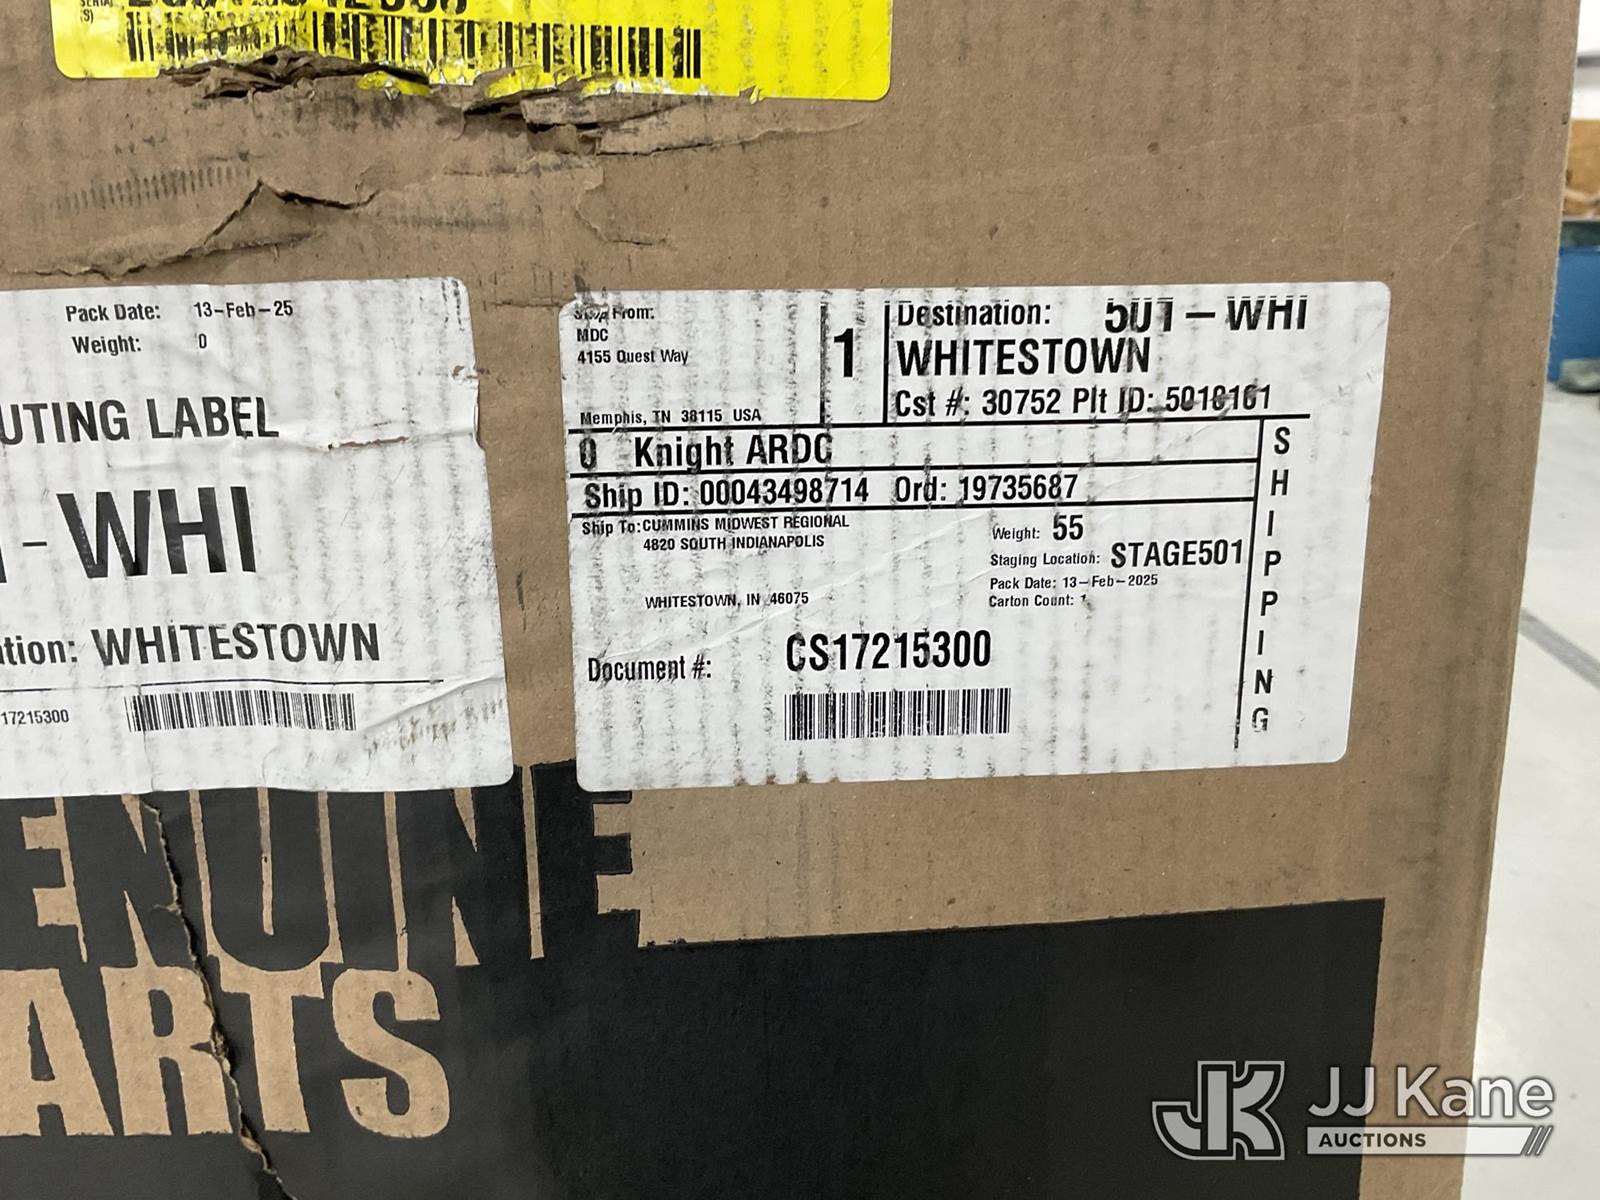 Pack Date: 13-Feb-25
Weight: 0
UTING LABEL
- WHI
ation: WHITESTOWN
17215300
Ship From:
MDC
4155 Quest Way
Memphis, TN 38115 USA
1
Destination: 501-WHI
WHITESTOWN
Cst #: 30752 Plt ID: 5018161
0 Knight ARDC
Ship ID: 00043498714 Ord: 19735687
Ship To: CUMMINS MIDWEST REGIONAL
4820 SOUTH INDIANAPOLIS
WHITESTOWN, IN 46075
Weight: 55
Staging Location: STAGE501
Pack Date: 13-Feb-2025
Carton Count: 1
Document #: CS17215300
SHIPPING
ENUINE
ARTS
JK JJ Kane
AUCTIONS